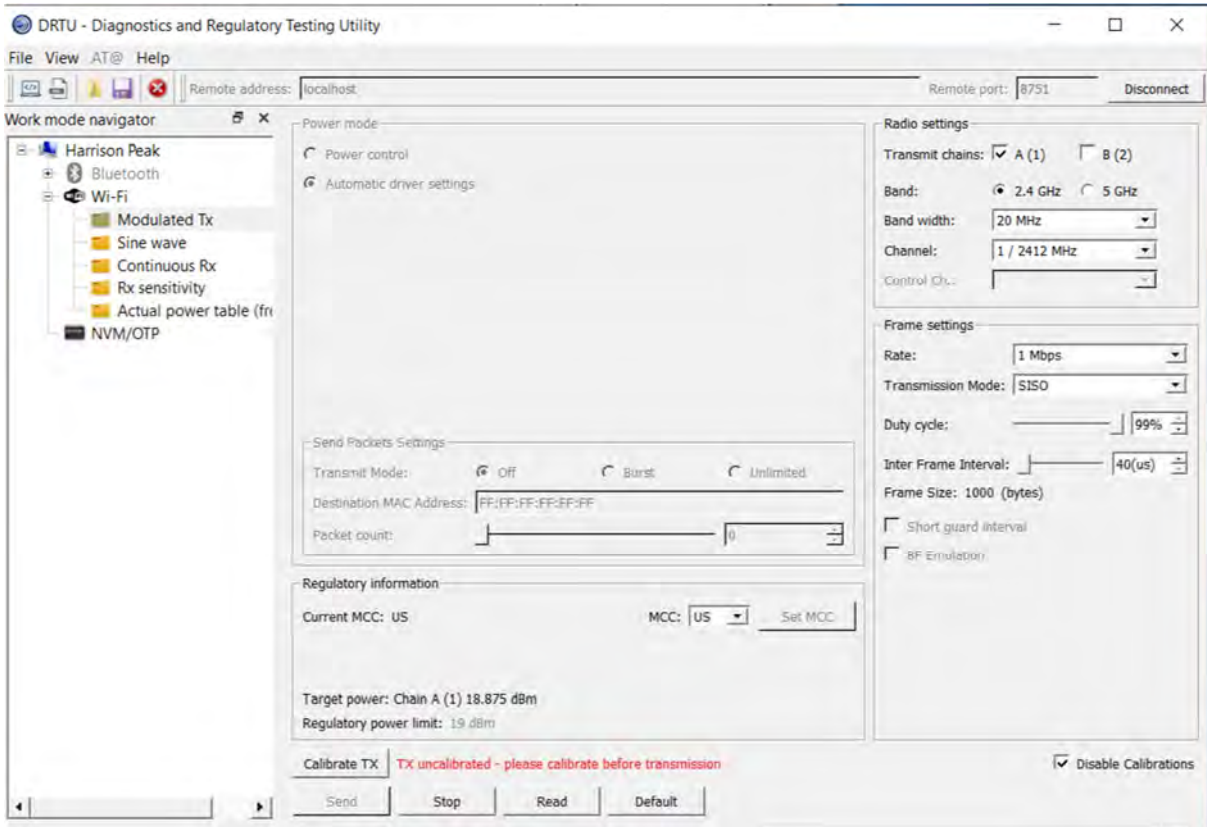 DRTU - Diagnostics and Regulatory Testing Utility
File View AT@ Help
Remote address: localhost Remote port: 8751 Disconnect
Work mode navigator
Harrison Peak
Bluetooth
Wi-Fi
Modulated Tx
Sine wave
Continuous Rx
Rx sensitivity
Actual power table (fr
NVM/OTP
Power mode
Power control
Automatic driver settings
Send Packets Settings
Transmit Mode: Off Burst Unlimited
Destination MAC Address: FF:FF:FF:FF:FF:FF
Packet count: 0
Regulatory information
Current MCC: US MCC: US Set MCC
Target power: Chain A (1) 18.875 dBm
Regulatory power limit: 19 dBm
Calibrate TX TX uncalibrated - please calibrate before transmission
Send Stop Read Default
Radio settings
Transmit chains: A (1) B (2)
Band: 2.4 GHz 5 GHz
Band width: 20 MHz
Channel: 1 / 2412 MHz
Control Ch.:
Frame settings
Rate: 1 Mbps
Transmission Mode: SISO
Duty cycle: 99%
Inter Frame Interval: 40(us)
Frame Size: 1000 (bytes)
Short guard interval
BF Emulation
Disable Calibrations